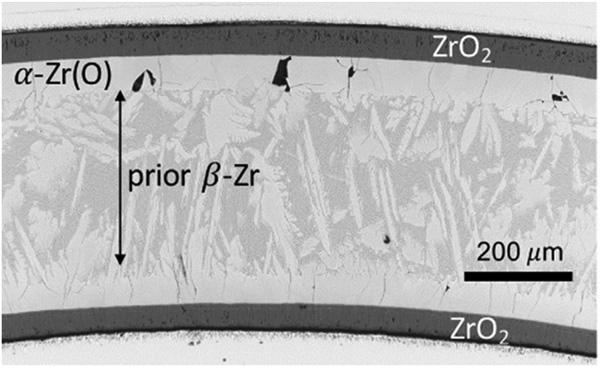 ZrO₂
α-Zr(O)
prior β-Zr
200 μm
ZrO₂